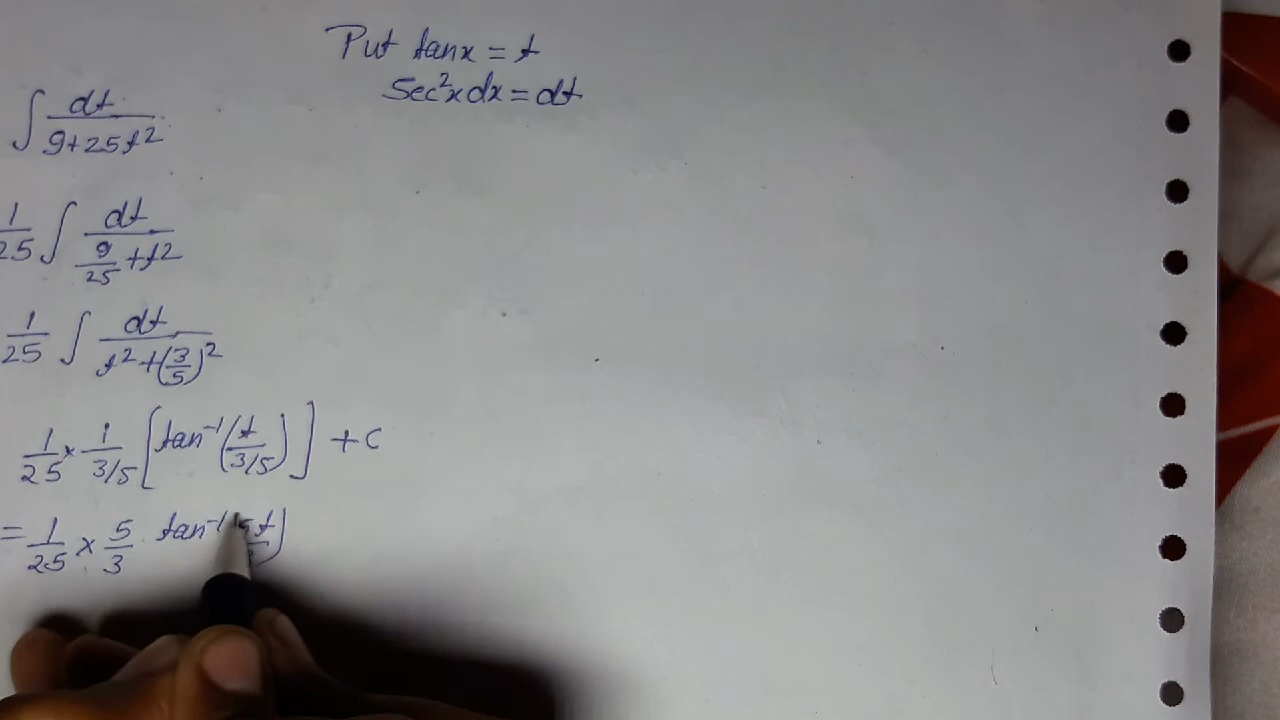 Put tanx = t
sec²x dx = dt
∫ dt / 9+25t²
1/25 ∫ dt / 9/25 + t²
1/25 ∫ dt / t² + (3/5)²
1/25 × 1/3/5 [tan⁻¹(t/3/5)] + c
= 1/25 × 5/3 . tan⁻¹ 5t